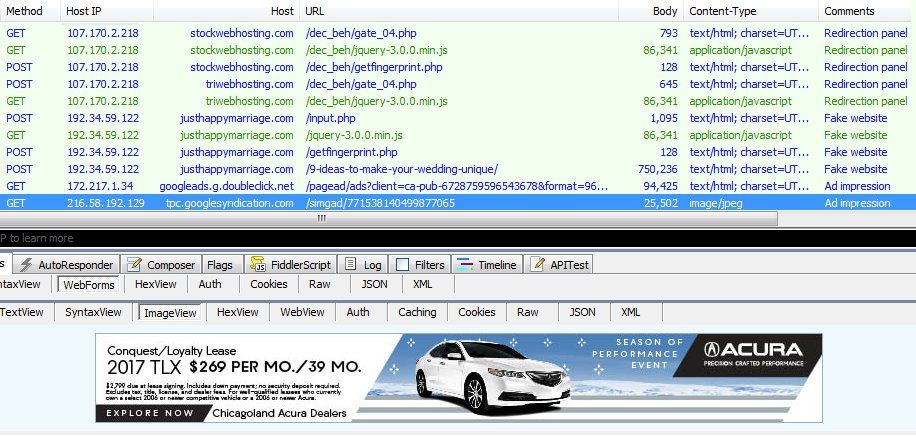 Method Host IP Host URL Body Content-Type Comments
GET 107.170.2.218 stockwebhosting.com /dec_beh/gate_04.php 793 text/html; charset=UT... Redirection panel
GET 107.170.2.218 stockwebhosting.com /dec_beh/jquery-3.0.0.min.js 86,341 application/javascript Redirection panel
POST 107.170.2.218 stockwebhosting.com /dec_beh/getfingerprint.php 128 text/html; charset=UT... Redirection panel
POST 107.170.2.218 triwebhosting.com /dec_beh/gate_04.php 645 text/html; charset=UT... Redirection panel
GET 107.170.2.218 triwebhosting.com /dec_beh/jquery-3.0.0.min.js 86,341 application/javascript Redirection panel
POST 192.34.59.122 justhappymarriage.com /input.php 1,095 text/html; charset=UT... Fake website
GET 192.34.59.122 justhappymarriage.com /jquery-3.0.0.min.js 86,341 application/javascript Fake website
POST 192.34.59.122 justhappymarriage.com /getfingerprint.php 128 text/html; charset=UT... Fake website
POST 192.34.59.122 justhappymarriage.com /9-ideas-to-make-your-wedding-unique/ 750,236 text/html; charset=UT... Fake website
GET 172.217.1.34 googleads.g.doubleclick.net /pagead/ads?client=ca-pub-6728759596543678&format=96... 94,425 text/html; charset=UT... Ad impression
GET 216.58.192.129 tpc.googlesyndication.com /simgad/771538140499877065 25,502 image/jpeg Ad impression
P to learn more
s AutoResponder Composer Flags FiddlerScript Log Filters Timeline APITest
ntaxView WebForms HexView Auth Cookies Raw JSON XML
TextView SyntaxView ImageView HexView WebView Auth Caching Cookies Raw JSON XML
Conquest/Loyalty Lease
2017 TLX $269 PER MO./39 MO.
$2,799 due at lease signing. Includes down payment; no security deposit required.
Excludes tax, title, license, and dealer fees. For well-qualified lessees who currently
own a select 2006 or newer competitive vehicle or a 2006 or newer Acura.
EXPLORE NOW Chicagoland Acura Dealers
SEASON OF
PERFORMANCE
EVENT
ACURA
PRECISION CRAFTED PERFORMANCE